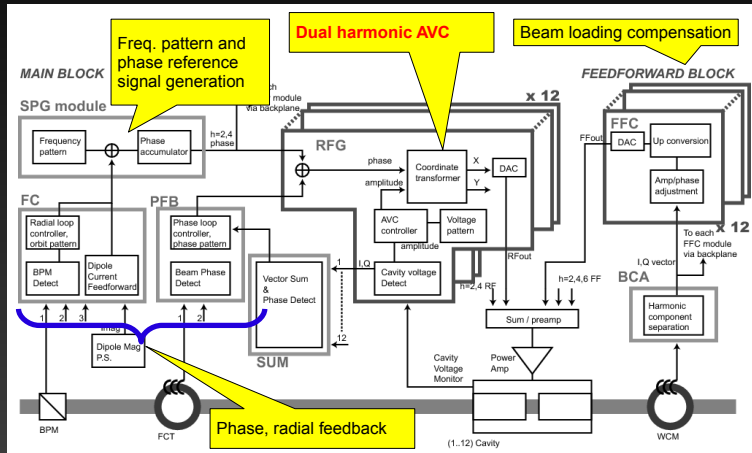 Freq. pattern and
phase reference
signal generation
Dual harmonic AVC
Beam loading compensation
MAIN BLOCK
FEEDFORWARD BLOCK
SPG module
module
via backplane
x 12
Frequency
pattern
Phase
accumulator
h=2,4
phase
RFG
phase
amplitude
Coordinate
transformer
X
Y
DAC
AVC
controller
Voltage
pattern
amplitude
Cavity voltage
Detect
RFout
FFout
FFC
DAC
Up conversion
Amp/phase
adjustment
x 12
To each
FFC module
via backplane
I,Q vector
BCA
Harmonic
component
separation
FC
Radial loop
controller,
orbit pattern
BPM
Detect
Dipole
Current
Feedforward
PFB
Phase loop
controller,
phase pattern
Beam Phase
Detect
1
I,Q
Vector Sum
&
Phase Detect
12
SUM
h=2,4 RF
h=2,4,6 FF
Sum / preamp
1
2
3
1
2
Dipole Mag
P.S.
Cavity
Voltage
Monitor
Power
Amp
Phase, radial feedback
BPM
FCT
(1..12) Cavity
WCM